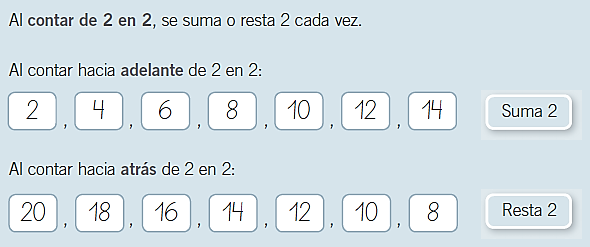 Al contar de 2 en 2, se suma o resta 2 cada vez.
Al contar hacia adelante de 2 en 2:
2, 4, 6, 8, 10, 12, 14 Suma 2
Al contar hacia atrás de 2 en 2:
20, 18, 16, 14, 12, 10, 8 Resta 2